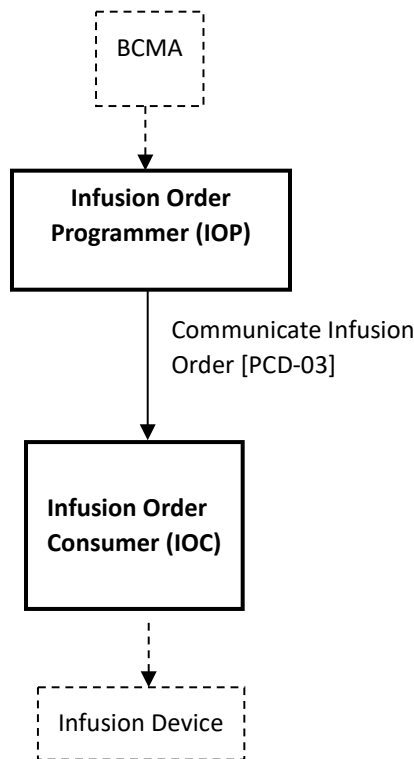 BCMA
Infusion Order
Programmer (IOP)
Communicate Infusion
Order [PCD-03]
Infusion Order
Consumer (IOC)
Infusion Device